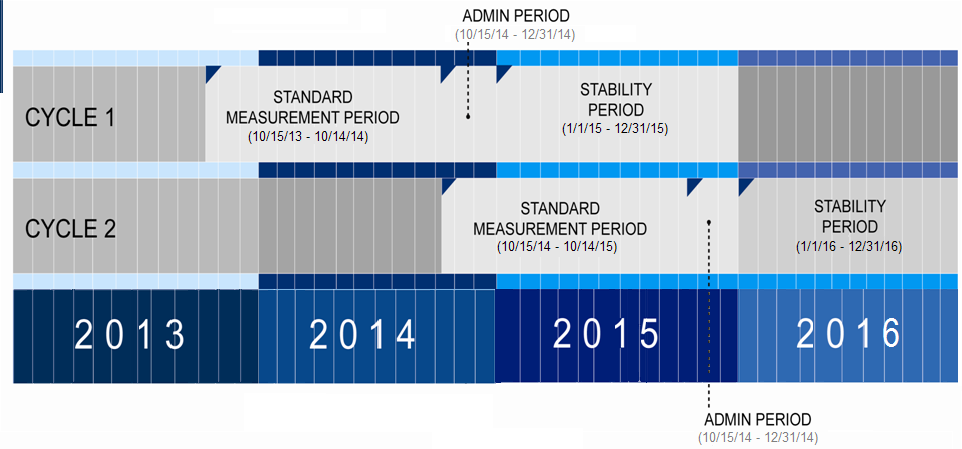 ADMIN PERIOD
(10/15/14 - 12/31/14)
CYCLE 1
STANDARD
MEASUREMENT PERIOD
(10/15/13 - 10/14/14)
STABILITY
PERIOD
(1/1/15 - 12/31/15)
CYCLE 2
STANDARD
MEASUREMENT PERIOD
(10/15/14 - 10/14/15)
STABILITY
PERIOD
(1/1/16 - 12/31/16)
2013 2014 2015 2016
ADMIN PERIOD
(10/15/14 - 12/31/14)